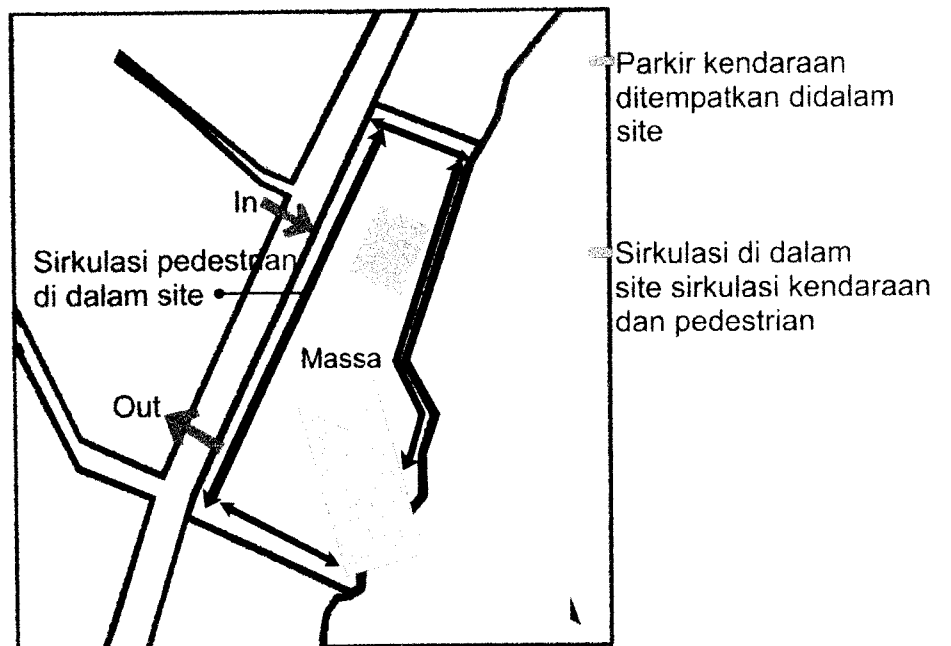 Parkir kendaraan
ditempatkan didalam
site
In
Sirkulasi pedestrian
di dalam site
Sirkulasi di dalam
site sirkulasi kendaraan
dan pedestrian
Massa
Out